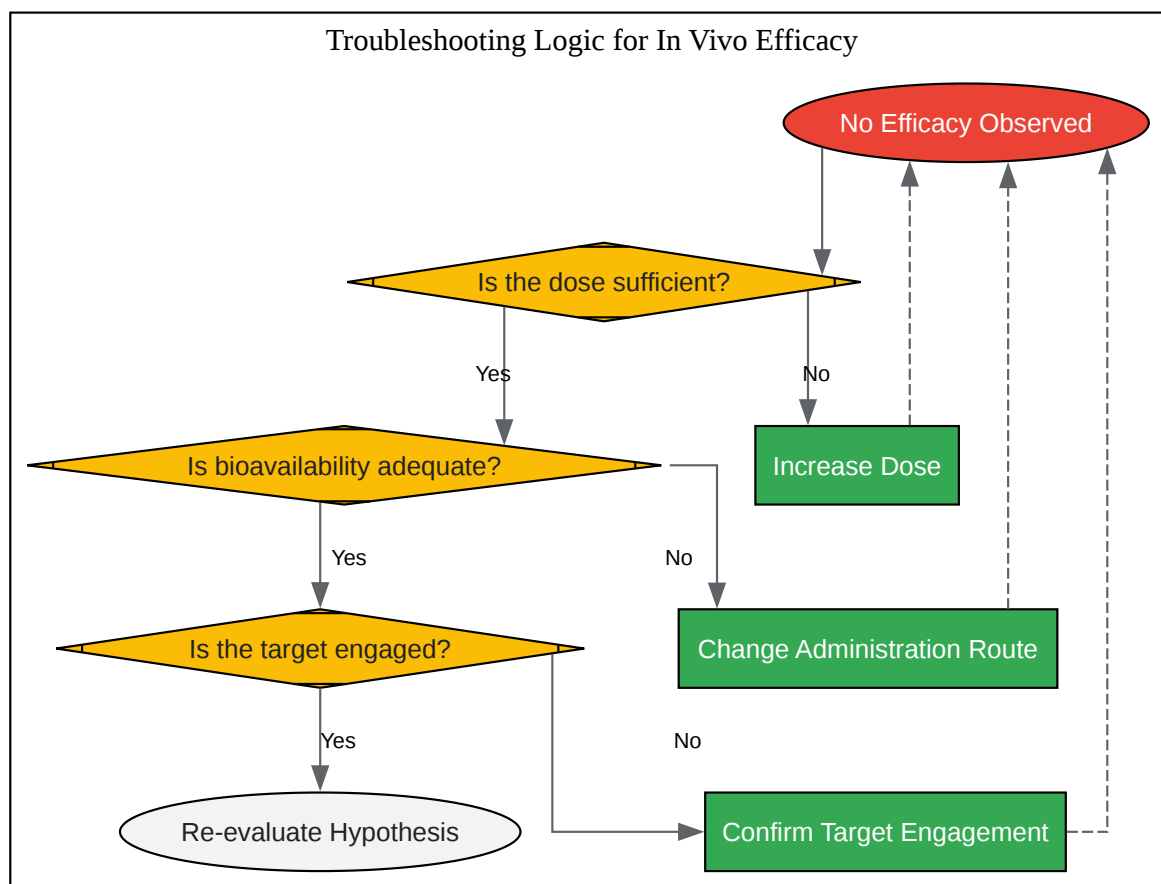 Troubleshooting Logic for In Vivo Efficacy
No Efficacy Observed
Is the dose sufficient?
Yes
No
Is bioavailability adequate?
Increase Dose
Yes
No
Is the target engaged?
Change Administration Route
Yes
No
Re-evaluate Hypothesis
Confirm Target Engagement